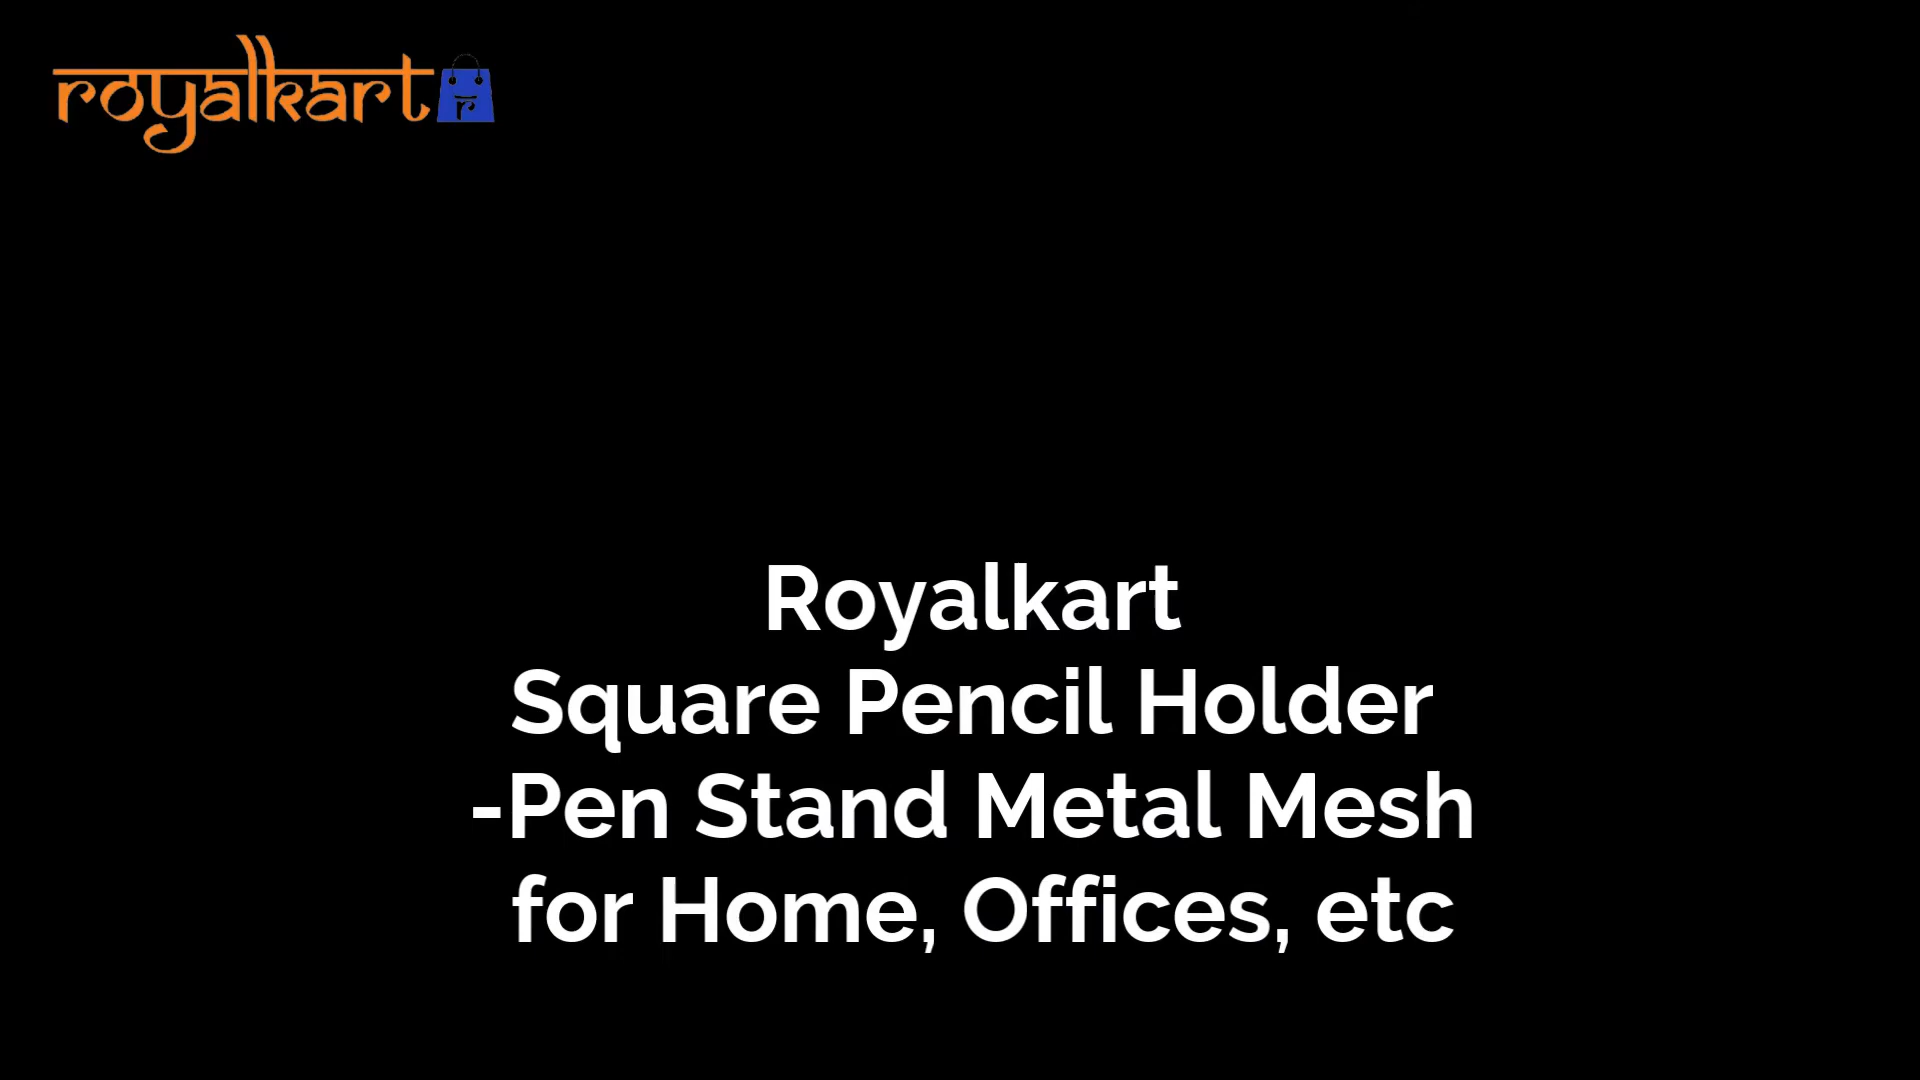 royalkart
r
Royalkart
Square Pencil Holder
-Pen Stand Metal Mesh
for Home, Offices, etc